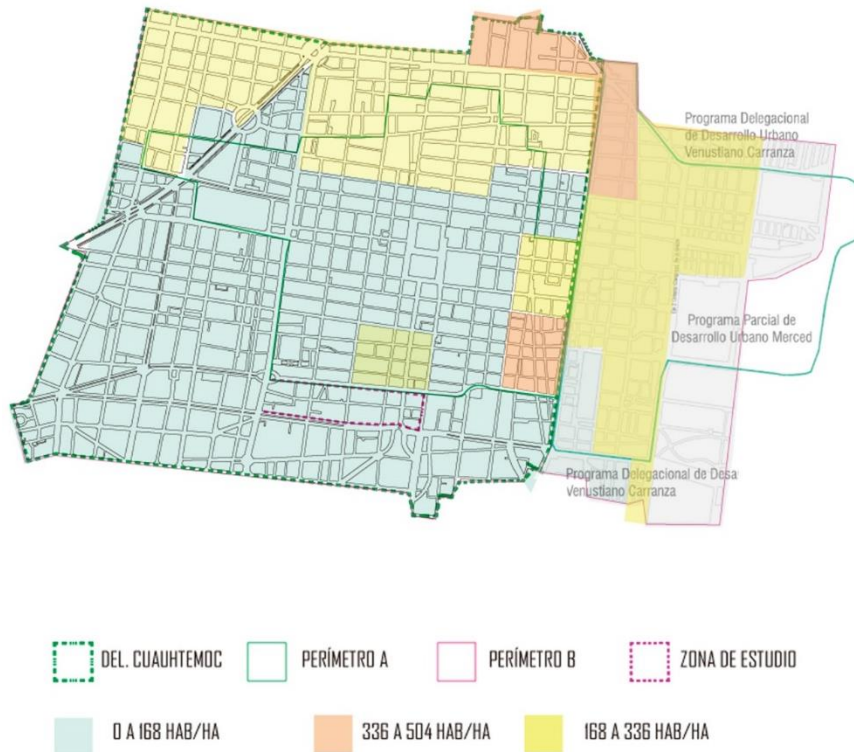 Programa Delegacional
de Desarrollo Urbano
Venustiano Carranza
Programa Parcial de
Desarrollo Urbano Merced
Programa Delegacional de Desa
Venustiano Carranza
DEL. CUAUHTEMOC
PERÍMETRO A
PERÍMETRO B
ZONA DE ESTUDIO
0 A 168 HAB/HA
336 A 504 HAB/HA
168 A 336 HAB/HA